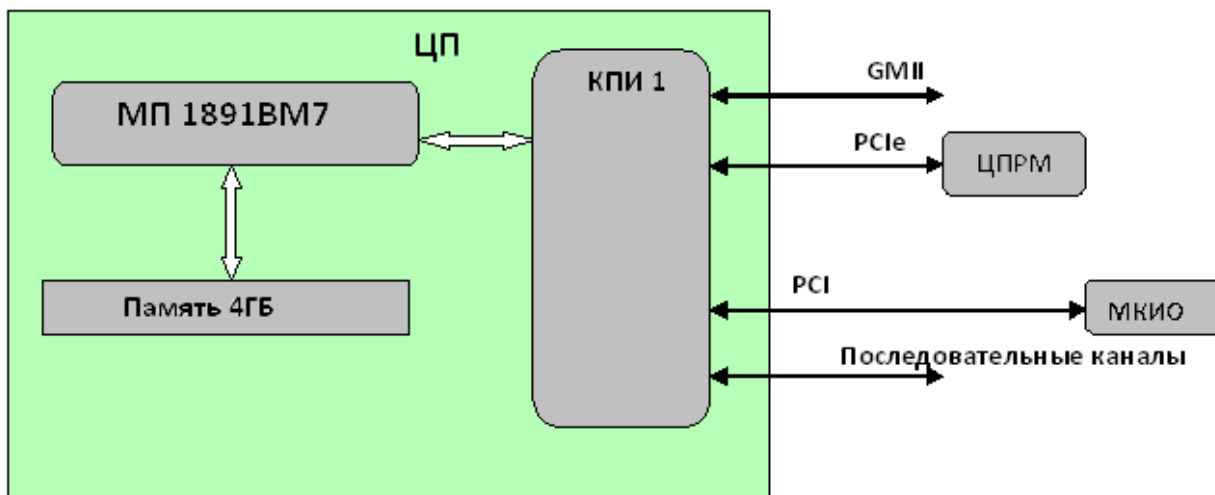 ЦП
МП 1891ВМ7
КПИ 1
GMII
PCIe
ЦПРМ
Память 4ГБ
PCI
МКИО
Последовательные каналы